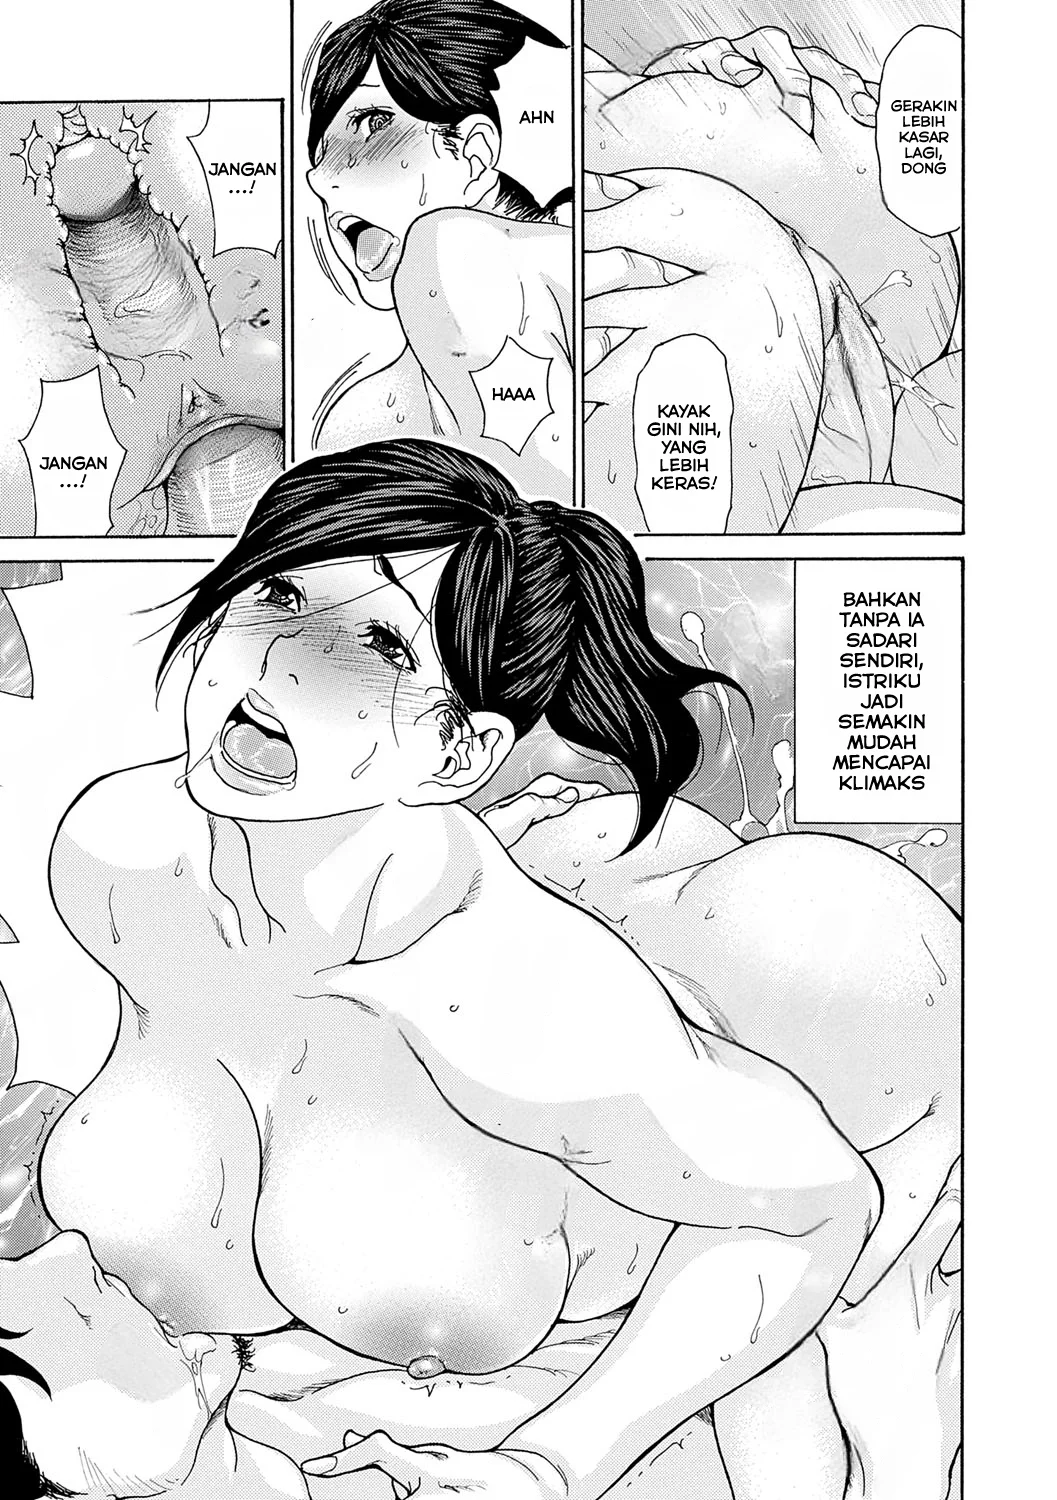 GERAKIN
LEBIH
KASAR
LAGI,
DONG
KAYAK
GINI NIH,
YANG
LEBIH
KERAS!
AHN
HAAA
JANGAN
...!
JANGAN
...!
BAHKAN
TANPA IA
SADARI
SENDIRI,
ISTRIKU
JADI
SEMAKIN
MUDAH
MENCAPAI
KLIMAKS